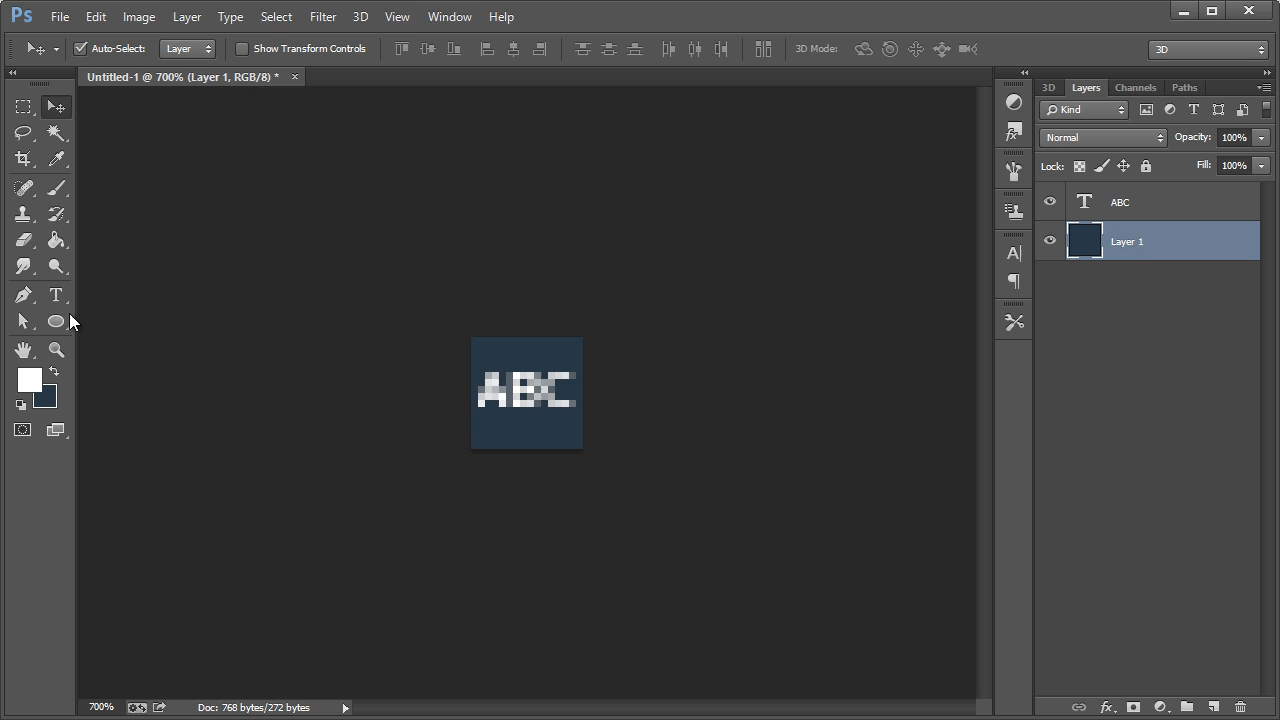 Ps File Edit Image Layer Type Select Filter 3D View Window Help
Auto-Select: Layer Show Transform Controls 3D Mode: 3D
Untitled-1 @ 700% (Layer 1, RGB/8) * ×
3D Layers Channels Paths
Kind
Normal Opacity: 100%
Lock: Fill: 100%
T ABC
Layer 1
ABC
700% Doc: 768 bytes/272 bytes